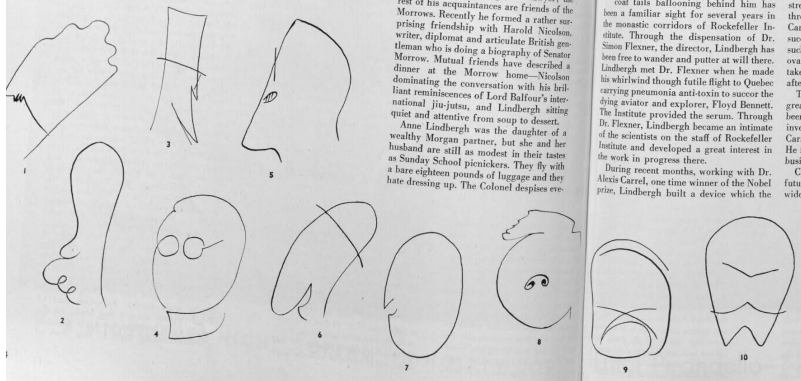 rest of his acquaintances are friends of the
Morrows. Recently he formed a rather sur-
prising friendship with Harold Nicolson,
writer, diplomat and articulate British gen-
tleman who is doing a biography of Senator
Morrow. Mutual friends have described a
dinner at the Morrow home—Nicolson
dominating the conversation with his bril-
liant reminiscences of Lord Balfour's inter-
national jiu-jutsu, and Lindbergh sitting
quiet and attentive from soup to dessert.
Anne Lindbergh was the daughter of a
wealthy Morgan partner, but she and her
husband are still as modest in their tastes
as Sunday School picnickers. They fly with
a bare eighteen pounds of luggage and they
hate dressing up. The Colonel despises eve-
coat tails ballooning behind him has
been a familiar sight for several years in
the monastic corridors of Rockefeller In-
stitute. Through the dispensation of Dr.
Simon Flexner, the director, Lindbergh has
been free to wander and putter at will there.
Lindbergh met Dr. Flexner when he made
his whirlwind though futile flight to Quebec
carrying pneumonia anti-toxin to succor the
dying aviator and explorer, Floyd Bennett.
The Institute provided the serum. Through
Dr. Flexner, Lindbergh became an intimate
of the scientists on the staff of Rockefeller
Institute and developed a great interest in
the work in progress there.
During recent months, working with Dr.
Alexis Carrel, one time winner of the Nobel
prize, Lindbergh built a device which the
1
3
5
2
4
6
7
8
9
10